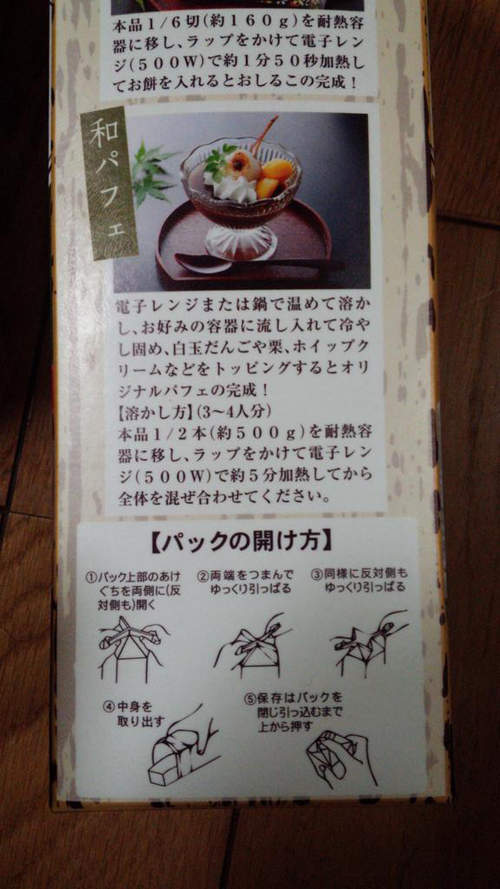 本品1/6切(約160g)を耐熱容
器に移し、ラップをかけて電子レン
ジ(500W)で約1分50秒加熱し
てお餅を入れるとおしるこの完成！
和パフェ
電子レンジまたは鍋で温めて溶か
し、お好みの容器に流し入れて冷や
し固め、白玉だんごや栗、ホイップク
リームなどをトッピングするとオリ
ジナルパフェの完成！
【溶かし方】(3～4人分)
本品1/2本(約500g)を耐熱容
器に移し、ラップをかけて電子レン
ジ(500W)で約5分加熱してから
全体を混ぜ合わせてください。
【パックの開け方】
①パック上部のあけ
ぐちを両側に(反
対側も)開く
②両端をつまんで
ゆっくり引っぱる
③同様に反対側も
ゆっくり引っぱる
④中身を
取り出す
⑤保存はパックを
閉じ引っ込むまで
上から押す